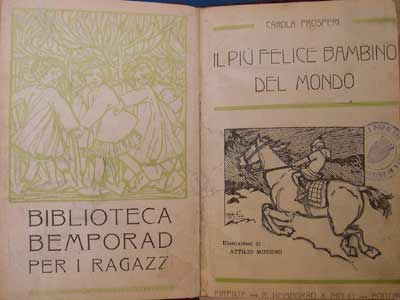 BIBLIOTECA
BEMPORAD
PER I RAGAZZ
CAROLA PROSPERI
IL PIÙ FELICE BAMBINO
DEL MONDO
Illustrazioni di
ATTILIO MUSSINO
FIRENZE - R. BEMPORAD & FIGLIO